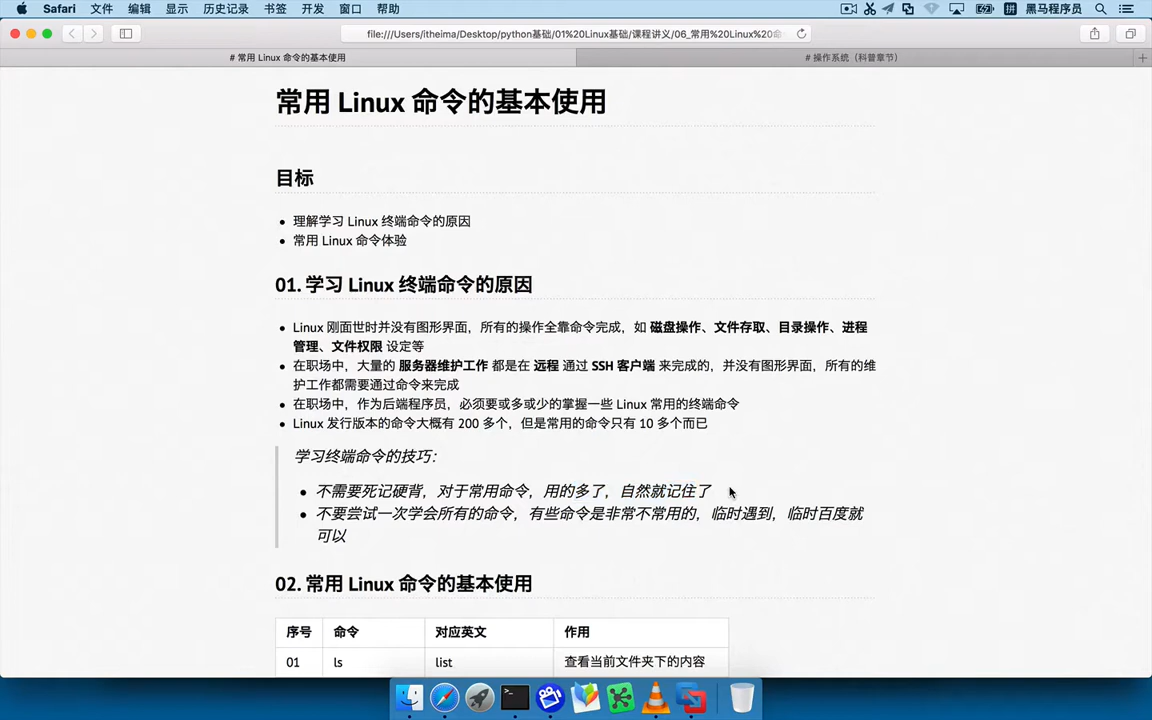 Safari 文件 编辑 显示 历史记录 书签 开发 窗口 帮助 黑马程序员
file:///Users/itheima/Desktop/python基础/01%20Linux基础/课程讲义/06_常用%20Linux%20命
# 常用 Linux 命令的基本使用
# 操作系统（科普章节）
常用 Linux 命令的基本使用
目标
理解学习 Linux 终端命令的原因
常用 Linux 命令体验
01. 学习 Linux 终端命令的原因
Linux 刚面世时并没有图形界面，所有的操作全靠命令完成，如 磁盘操作、文件存取、目录操作、进程
管理、文件权限 设定等
在职场中，大量的 服务器维护工作 都是在 远程 通过 SSH 客户端 来完成的，并没有图形界面，所有的维
护工作都需要通过命令来完成
在职场中，作为后端程序员，必须要或多或少的掌握一些 Linux 常用的终端命令
Linux 发行版本的命令大概有 200 多个，但是常用的命令只有 10 多个而已
学习终端命令的技巧：
不需要死记硬背，对于常用命令，用的多了，自然就记住了
不要尝试一次学会所有的命令，有些命令是非常不常用的，临时遇到，临时百度就
可以
02. 常用 Linux 命令的基本使用
序号 命令 对应英文 作用
01 ls list 查看当前文件夹下的内容